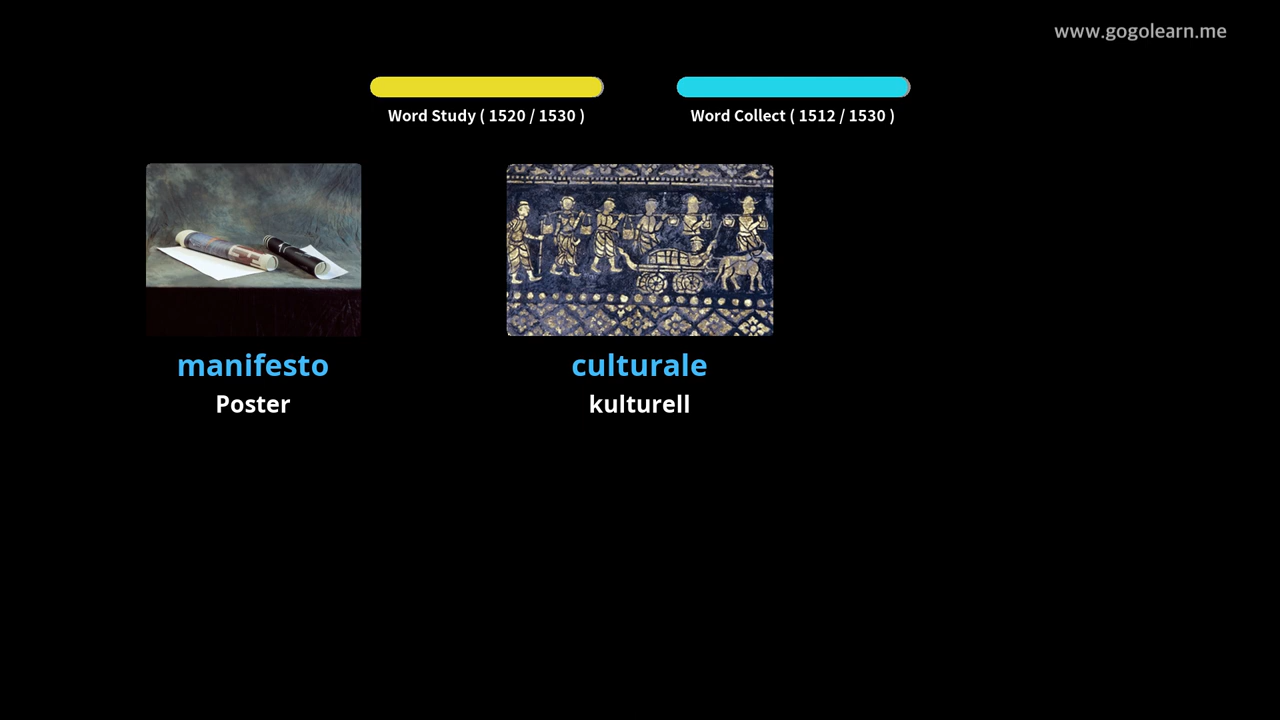 www.gogolearn.me
Word Study ( 1520 / 1530 )
Word Collect ( 1512 / 1530 )
manifesto
Poster
culturale
kulturell